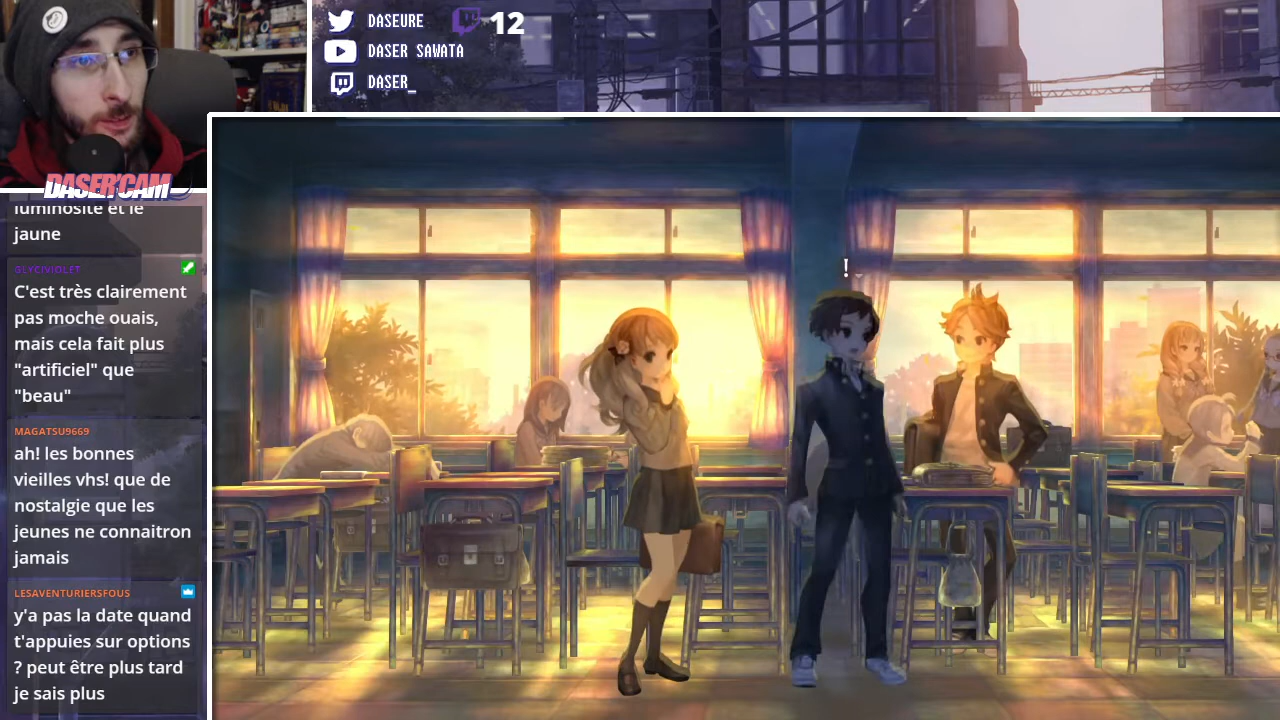 DASEURE
12
DASER SAWATA
DASER_
DASER'CAM
luminosité et le
jaune
GLYCIVIOLET
C'est très clairement
pas moche ouais,
mais cela fait plus
"artificiel" que
"beau"
MAGATSU9669
ah! les bonnes
vieilles vhs! que de
nostalgie que les
jeunes ne connaitron
jamais
LESAVENTURIERSFOUS
y'a pas la date quand
t'appuies sur options
? peut être plus tard
je sais plus
!